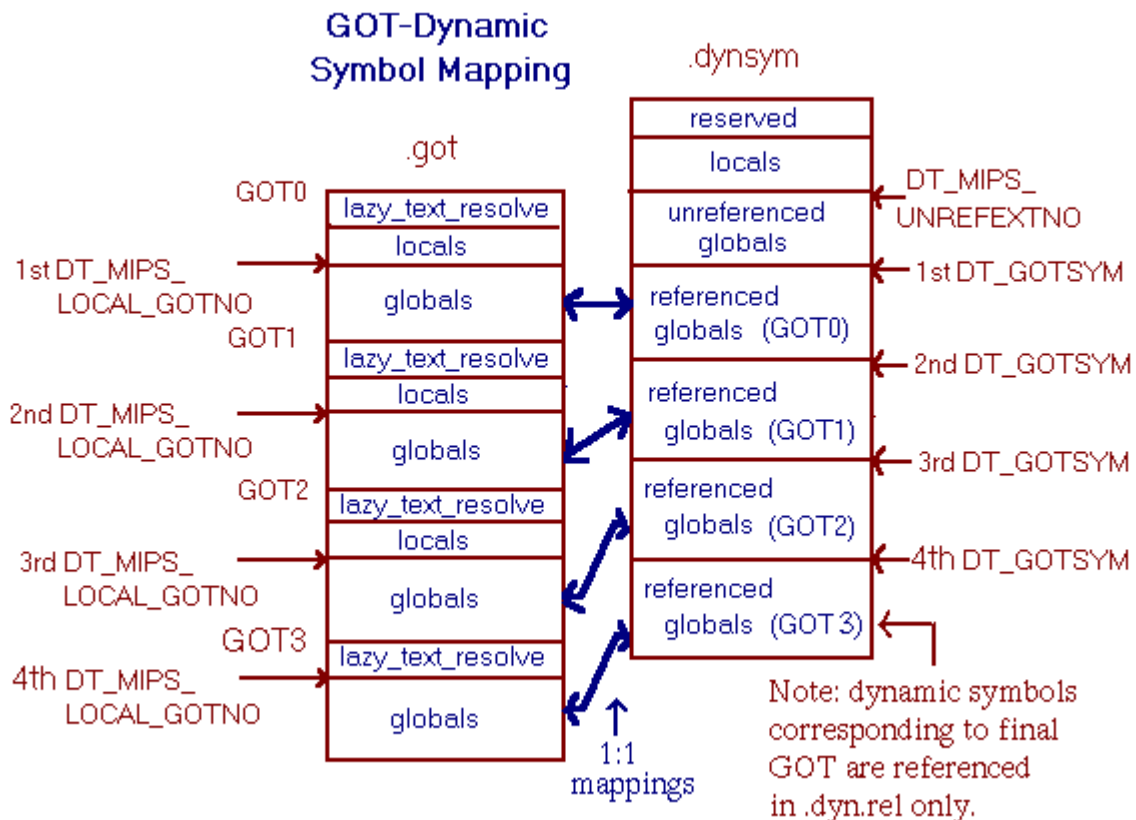 GOT-Dynamic
Symbol Mapping
.dynsym
.got
reserved
locals
unreferenced
globals
referenced
globals (GOT0)
referenced
globals (GOT1)
referenced
globals (GOT2)
referenced
globals (GOT3)
DT_MIPS_
UNREFEXTNO
1st DT_GOTSYM
2nd DT_GOTSYM
3rd DT_GOTSYM
4th DT_GOTSYM
GOT0
lazy_text_resolve
locals
1st DT_MIPS_
LOCAL_GOTNO
globals
GOT1
lazy_text_resolve
locals
2nd DT_MIPS_
LOCAL_GOTNO
globals
GOT2
lazy_text_resolve
locals
3rd DT_MIPS_
LOCAL_GOTNO
globals
GOT3
lazy_text_resolve
4th DT_MIPS_
LOCAL_GOTNO
globals
1:1
mappings
Note: dynamic symbols
corresponding to final
GOT are referenced
in .dyn.rel only.